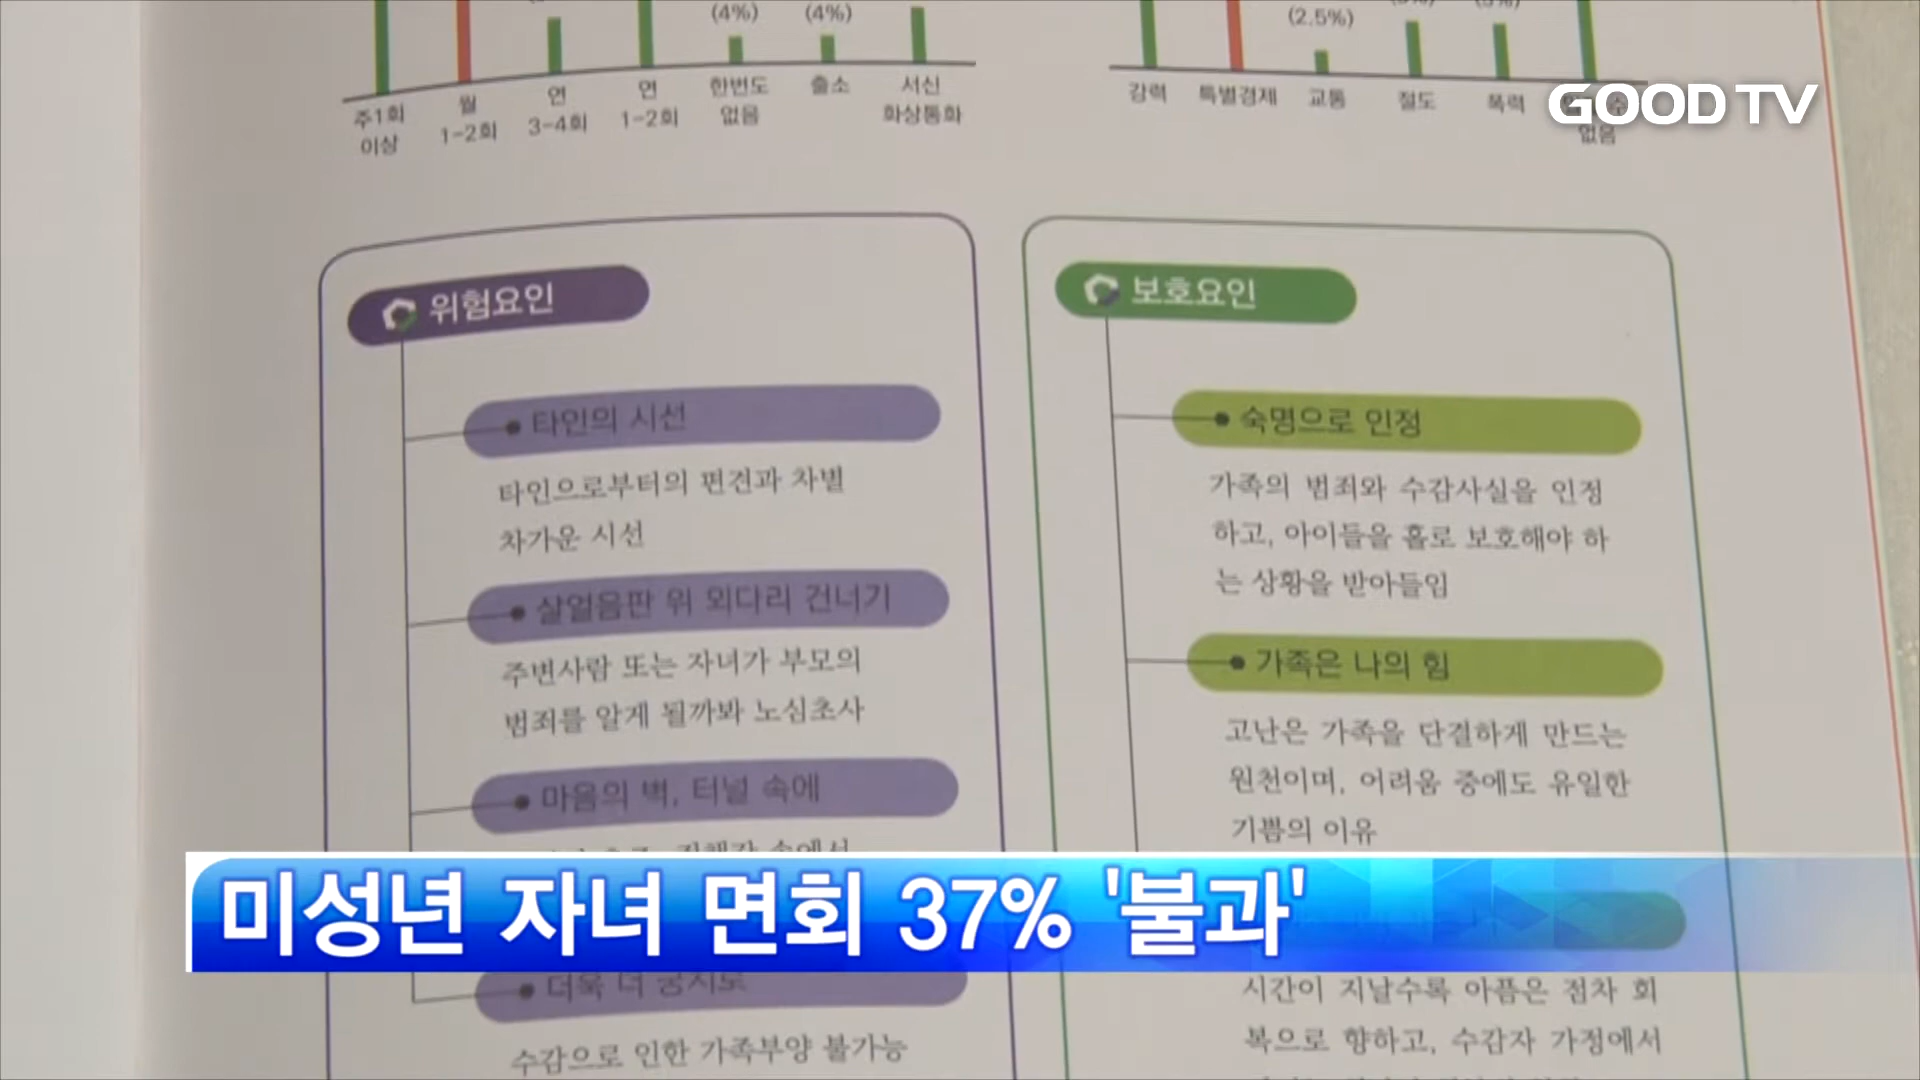 (4%) (4%) (2.5%)
주1회 이상
월 1-2회
연 3-4회
연 1-2회
한번도 없음
출소
서신 화상통화
강력 특별경제 교통 절도 폭력
없음
GOOD TV
위험요인
타인의 시선
타인으로부터의 편견과 차별
차가운 시선
살얼음판 위 외다리 건너기
주변사람 또는 자녀가 부모의
범죄를 알게 될까봐 노심초사
마음의 벽, 터널 속에
수감으로 인한 가족부양 불가능
보호요인
숙명으로 인정
가족의 범죄와 수감사실을 인정
하고, 아이들을 홀로 보호해야 하
는 상황을 받아들임
가족은 나의 힘
고난은 가족을 단결하게 만드는
원천이며, 어려움 중에도 유일한
기쁨의 이유
시간이 지날수록 아픔은 점차 회
복으로 향하고, 수감자 가정에서
미성년 자녀 면회 37% '불과'